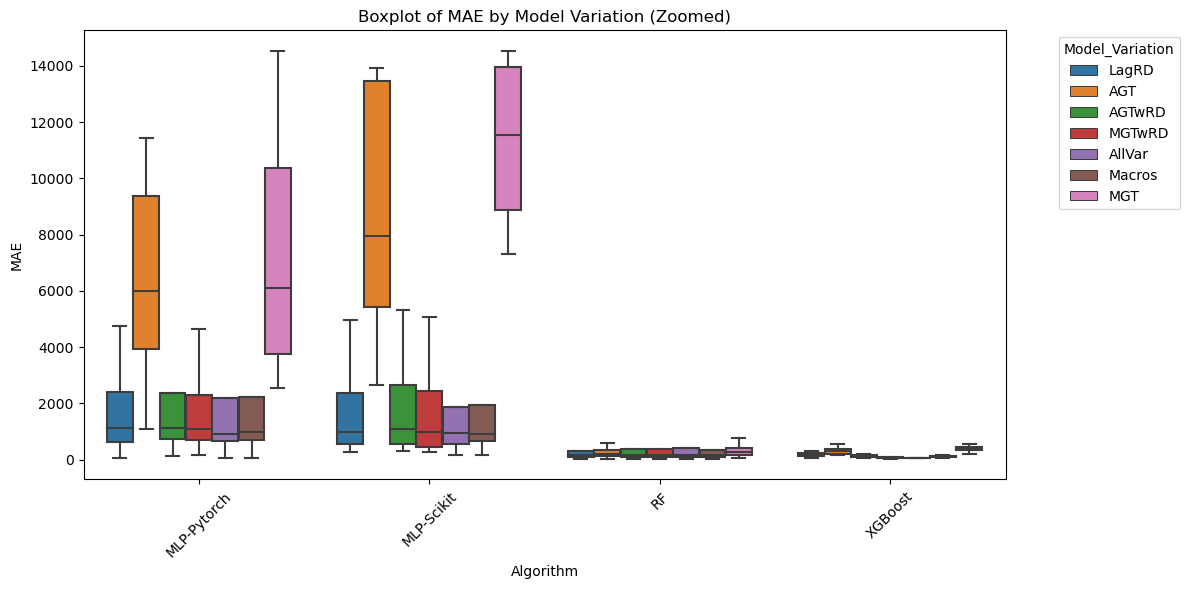 Boxplot of MAE by Model Variation (Zoomed)
MAE
14000
12000
10000
8000
6000
4000
2000
0
MLP-Pytorch
MLP-Scikit
RF
XGBoost
Algorithm
Model_Variation
LagRD
AGT
AGTwRD
MGTwRD
AllVar
Macros
MGT